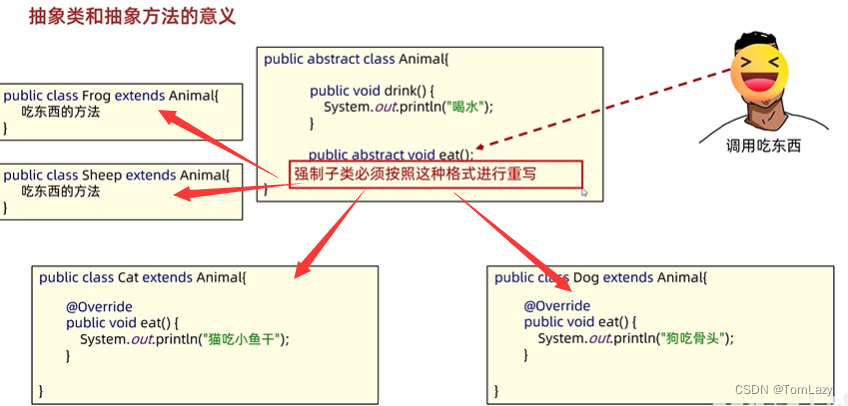 抽象类和抽象方法的意义
public abstract class Animal{
public void drink() {
System.out.println("喝水");
}
public abstract void eat();
强制子类必须按照这种格式进行重写
}
调用吃东西
public class Frog extends Animal{
吃东西的方法
}
public class Sheep extends Animal{
吃东西的方法
}
public class Cat extends Animal{
@Override
public void eat() {
System.out.println("猫吃小鱼干");
}
}
public class Dog extends Animal{
@Override
public void eat() {
System.out.println("狗吃骨头");
}
}
CSDN @TomLazy